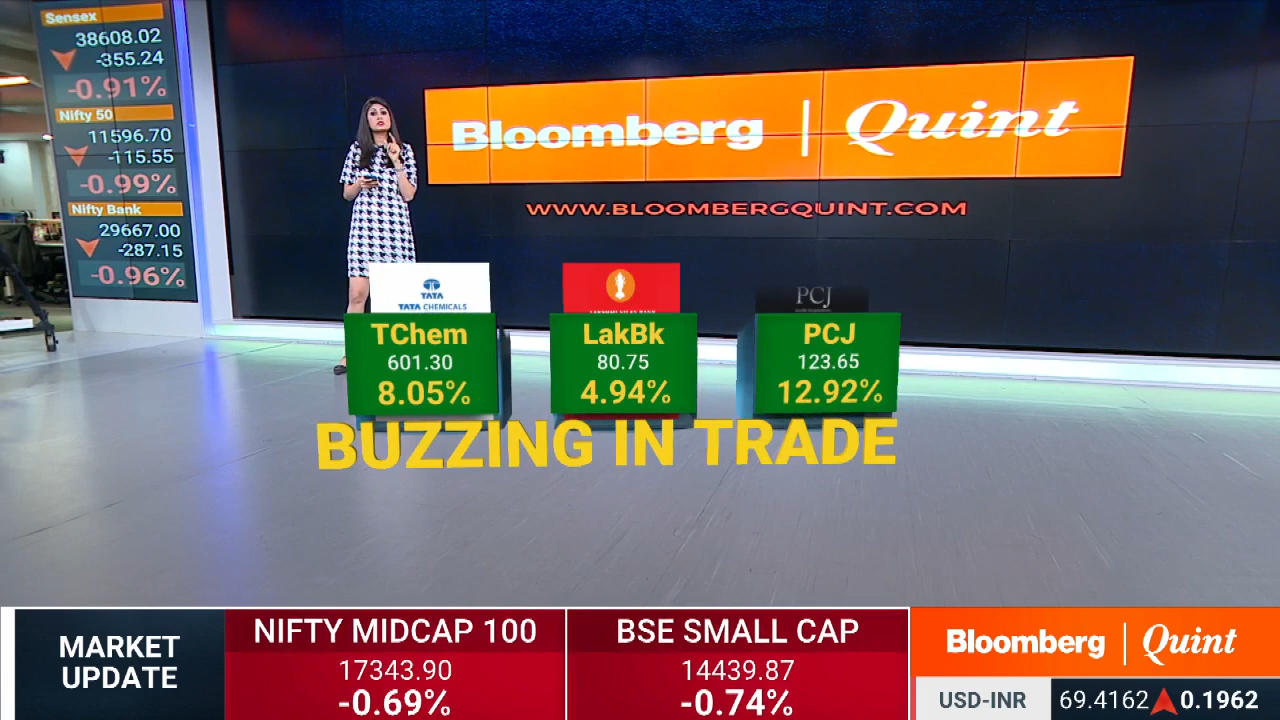 Sensex
38608.02
-355.24
-0.91%
Nifty 50
11596.70
-115.55
-0.99%
Nifty Bank
29667.00
-287.15
-0.96%
Bloomberg | Quint
WWW.BLOOMBERGQUINT.COM
TATA
TATA CHEMICALS
TChem
601.30
8.05%
LakBk
80.75
4.94%
PCJ
PCJ
123.65
12.92%
BUZZING IN TRADE
MARKET
UPDATE
NIFTY MIDCAP 100
17343.90
-0.69%
BSE SMALL CAP
14439.87
-0.74%
Bloomberg | Quint
USD-INR
69.4162
0.1962